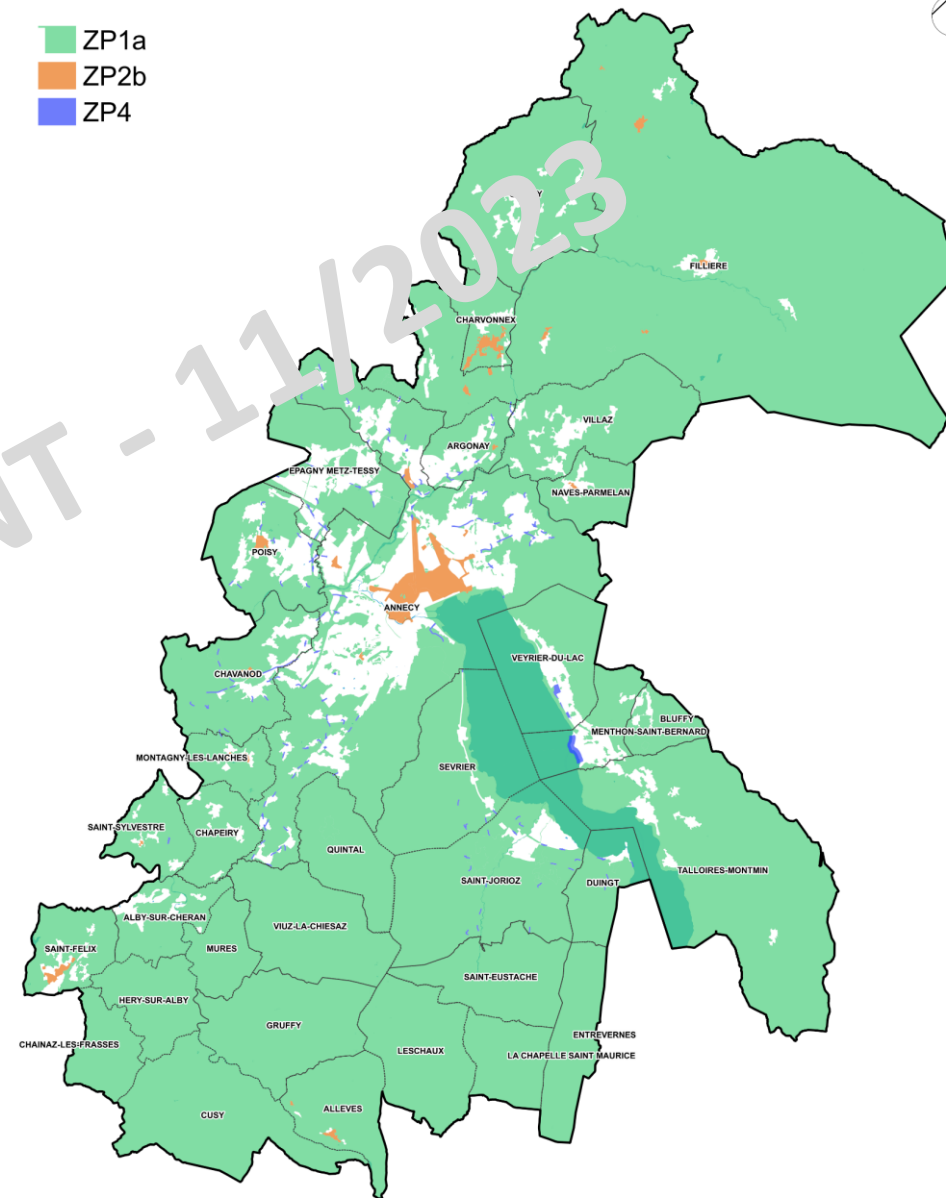 ZP1a
ZP2b
ZP4
NT - 11/2023
FILLIERE
CHARVONNEX
VILLAZ
ARGONAY
EPAGNY METZ-TESSY
NAVES-PARMELAN
POISY
ANNECY
VEYRIER-DU-LAC
CHAVANOD
BLUFFY
MENTHON-SAINT-BERNARD
MONTAGNY-LES-LANCHES
SEVRIER
SAINT-SYLVESTRE
CHAPEIRY
QUINTAL
TALLOIRES-MONTMIN
SAINT-JORIOZ
DUINGT
ALBY-SUR-CHERAN
VIUZ-LA-CHIESAZ
SAINT-FELIX
MURES
SAINT-EUSTACHE
HERY-SUR-ALBY
GRUFFY
ENTREVERNES
CHAINAZ-LES-FRASSES
LESCHAUX
LA CHAPELLE SAINT MAURICE
ALLEVES
CUSY